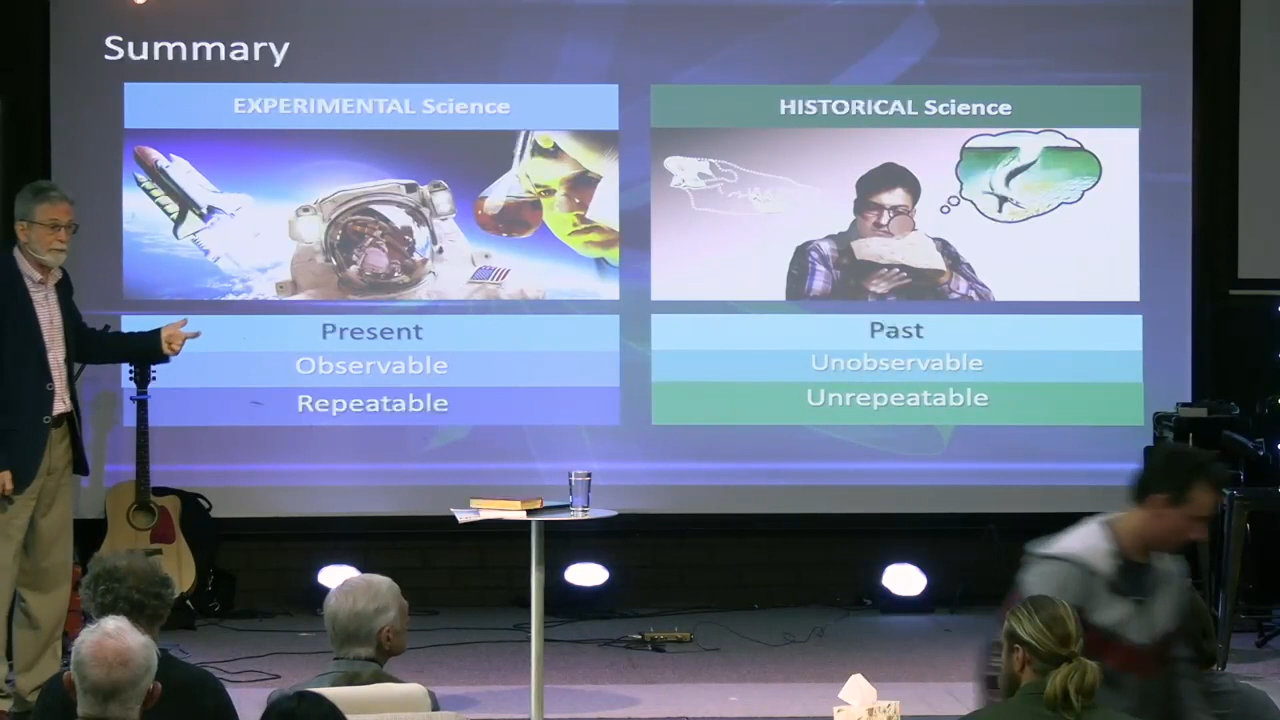 Summary
EXPERIMENTAL Science
HISTORICAL Science
Present
Past
Observable
Unobservable
Repeatable
Unrepeatable